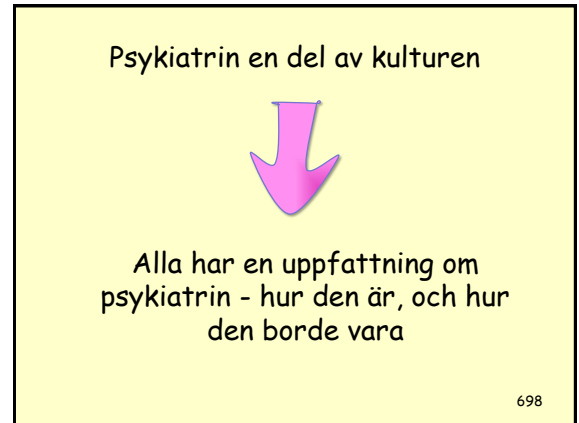 Psykiatrin en del av kulturen
Alla har en uppfattning om
psykiatrin - hur den är, och hur
den borde vara
698